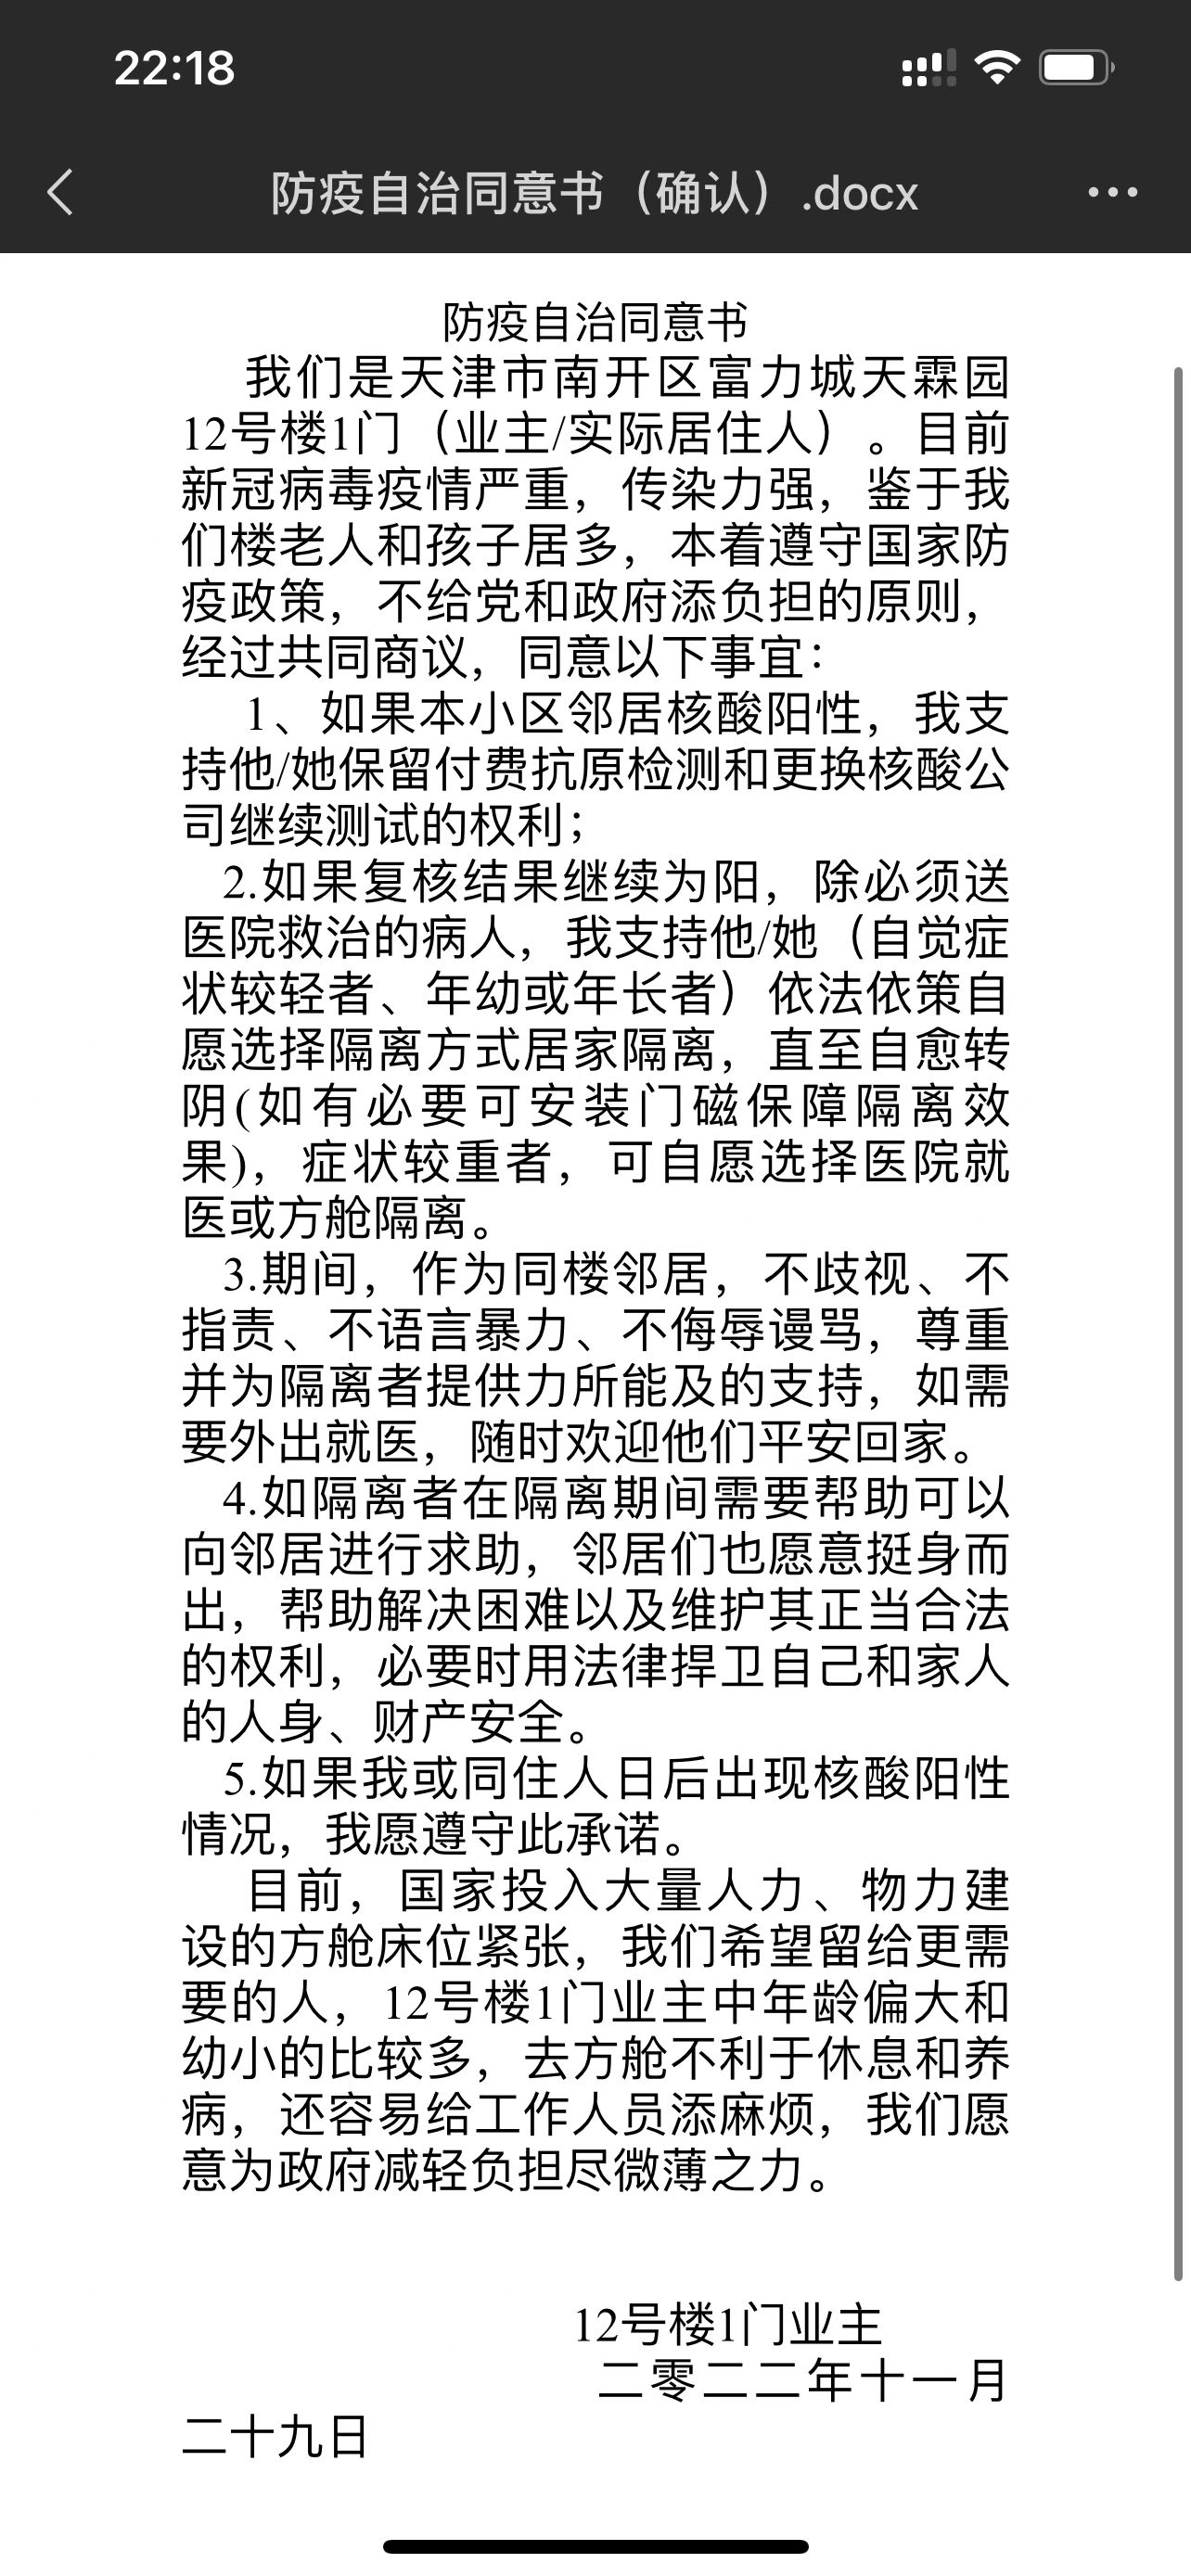 22:18
防疫自治同意书（确认）.docx
防疫自治同意书
我们是天津市南开区富力城天霖园
12号楼1门（业主/实际居住人）。目前
新冠病毒疫情严重，传染力强，鉴于我
们楼老人和孩子居多，本着遵守国家防
疫政策，不给党和政府添负担的原则，
经过共同商议，同意以下事宜：
1、如果本小区邻居核酸阳性，我支
持他/她保留付费抗原检测和更换核酸公
司继续测试的权利；
2.如果复核结果继续为阳，除必须送
医院救治的病人，我支持他/她（自觉症
状较轻者、年幼或年长者）依法依策自
愿选择隔离方式居家隔离，直至自愈转
阴(如有必要可安装门磁保障隔离效
果)，症状较重者，可自愿选择医院就
医或方舱隔离。
3.期间，作为同楼邻居，不歧视、不
指责、不语言暴力、不侮辱谩骂，尊重
并为隔离者提供力所能及的支持，如需
要外出就医，随时欢迎他们平安回家。
4.如隔离者在隔离期间需要帮助可以
向邻居进行求助，邻居们也愿意挺身而
出，帮助解决困难以及维护其正当合法
的权利，必要时用法律捍卫自己和家人
的人身、财产安全。
5.如果我或同住人日后出现核酸阳性
情况，我愿遵守此承诺。
目前，国家投入大量人力、物力建
设的方舱床位紧张，我们希望留给更需
要的人，12号楼1门业主中年龄偏大和
幼小的比较多，去方舱不利于休息和养
病，还容易给工作人员添麻烦，我们愿
意为政府减轻负担尽微薄之力。
12号楼1门业主
二零二二年十一月
二十九日